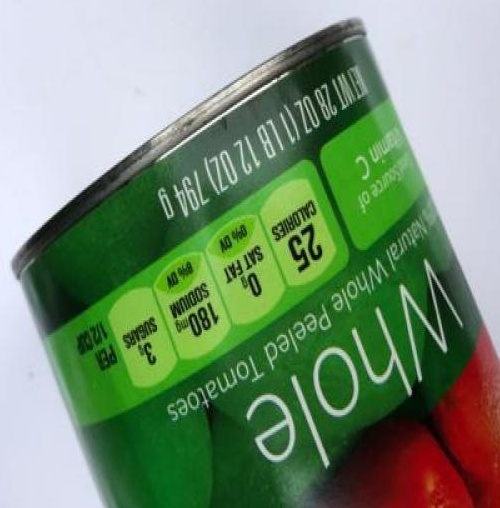 Whole
Natural Whole Peeled Tomatoes
PER
1/2 CUP
25
CALORIES
0g
SAT FAT
0% DV
180mg
SODIUM
8% DV
3g
SUGARS
Source of
Vitamin C
NET WT 28 OZ (1 LB 12 OZ) 794 g